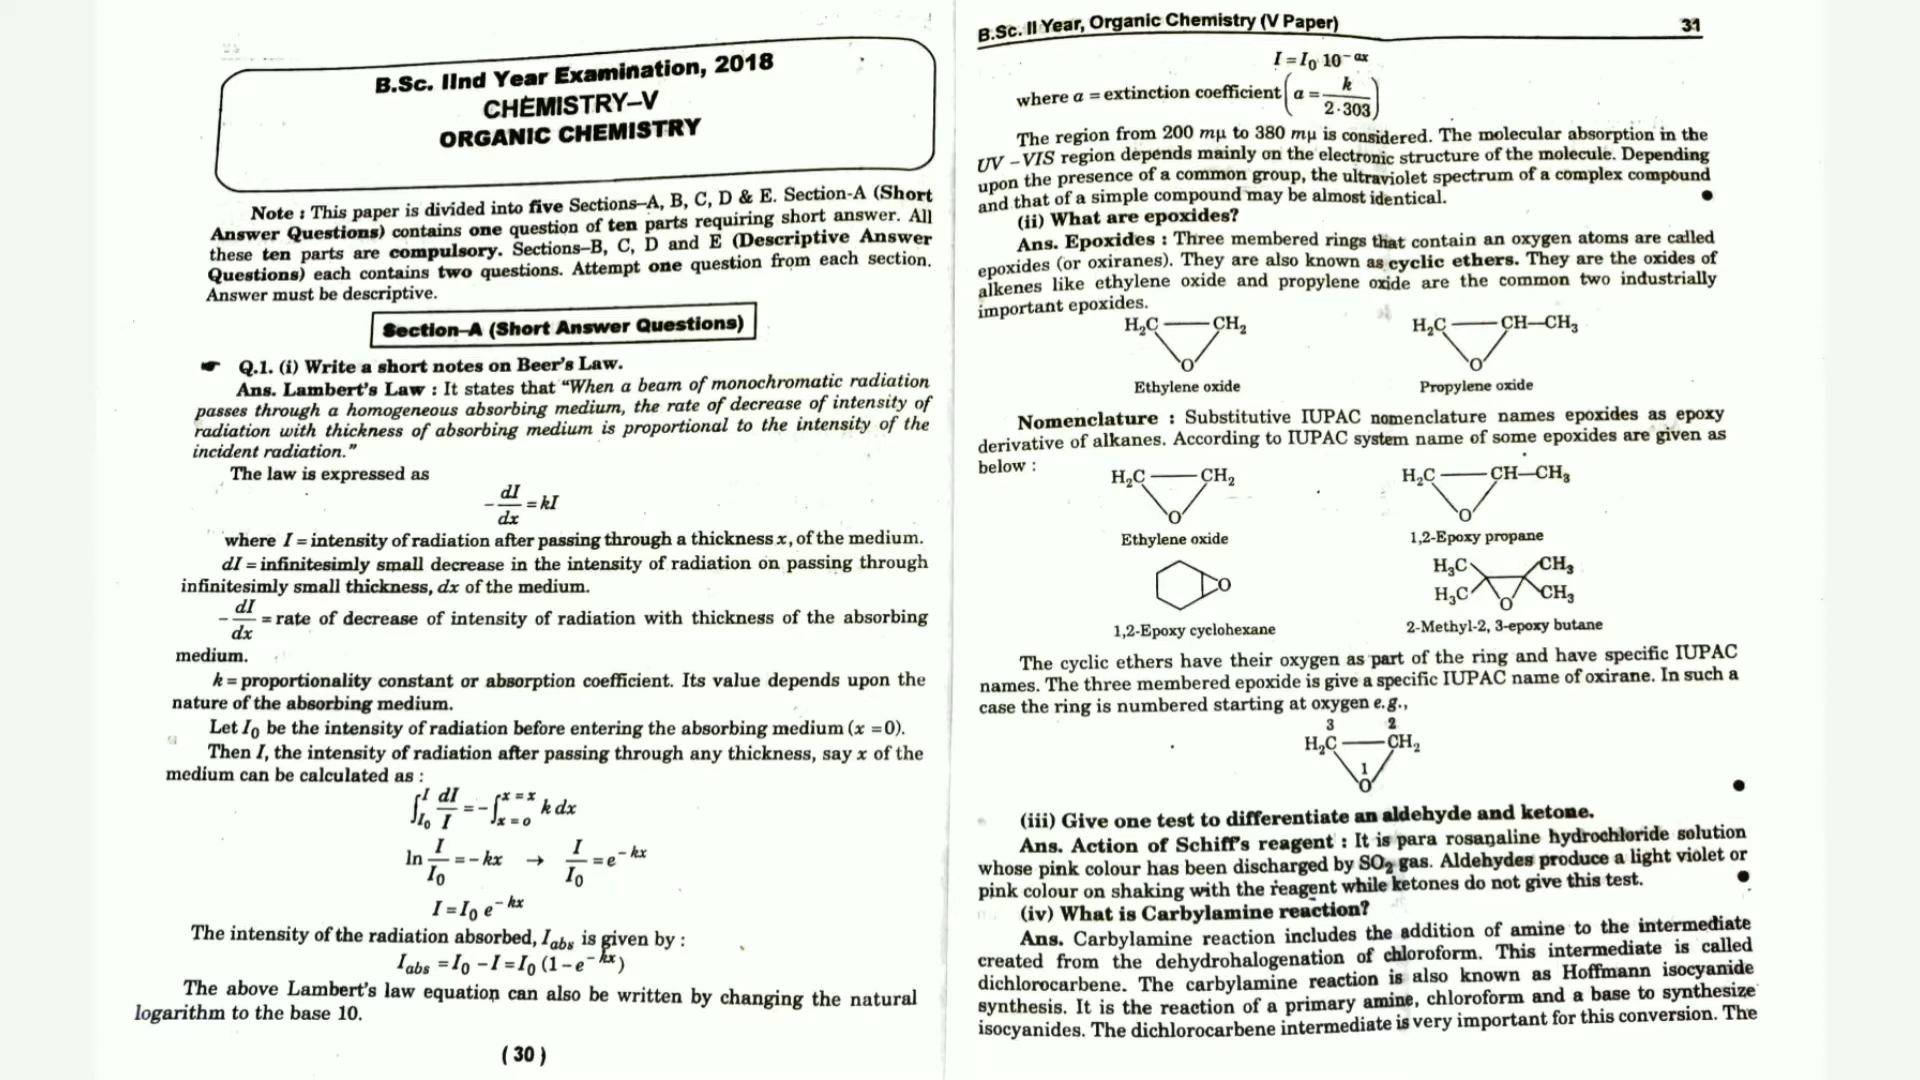 B.Sc. IInd Year Examination, 2018
CHEMISTRY–V
ORGANIC CHEMISTRY
Note : This paper is divided into five Sections–A, B, C, D & E. Section-A (Short
Answer Questions) contains one question of ten parts requiring short answer. All
these ten parts are compulsory. Sections–B, C, D and E (Descriptive Answer
Questions) each contains two questions. Attempt one question from each section.
Answer must be descriptive.
Section–A (Short Answer Questions)
☛ Q.1. (i) Write a short notes on Beer's Law.
Ans. Lambert's Law : It states that "When a beam of monochromatic radiation
passes through a homogeneous absorbing medium, the rate of decrease of intensity of
radiation with thickness of absorbing medium is proportional to the intensity of the
incident radiation."
The law is expressed as
- dI/dx = kI
where I = intensity of radiation after passing through a thickness x, of the medium.
dI = infinitesimly small decrease in the intensity of radiation on passing through
infinitesimly small thickness, dx of the medium.
- dI/dx = rate of decrease of intensity of radiation with thickness of the absorbing
medium.
k = proportionality constant or absorption coefficient. Its value depends upon the
nature of the absorbing medium.
Let I₀ be the intensity of radiation before entering the absorbing medium (x = 0).
Then I, the intensity of radiation after passing through any thickness, say x of the
medium can be calculated as :
∫_{I₀}^{I} dI/I = - ∫_{x=o}^{x=x} k dx
ln I/I₀ = - kx → I/I₀ = e^{-kx}
I = I₀ e^{-kx}
The intensity of the radiation absorbed, I_abs is given by :
I_abs = I₀ - I = I₀ (1 - e^{-kx})
The above Lambert's law equation can also be written by changing the natural
logarithm to the base 10.
( 30 )
B.Sc. II Year, Organic Chemistry (V Paper) 31
I = I₀ 10^{-ax}
where a = extinction coefficient (a = k/2·303)
The region from 200 mμ to 380 mμ is considered. The molecular absorption in the
UV – VIS region depends mainly on the electronic structure of the molecule. Depending
upon the presence of a common group, the ultraviolet spectrum of a complex compound
and that of a simple compound may be almost identical. ●
(ii) What are epoxides?
Ans. Epoxides : Three membered rings that contain an oxygen atoms are called
epoxides (or oxiranes). They are also known as cyclic ethers. They are the oxides of
alkenes like ethylene oxide and propylene oxide are the common two industrially
important epoxides.
H₂C CH₂ H₂C CH—CH₃
O O
Ethylene oxide Propylene oxide
Nomenclature : Substitutive IUPAC nomenclature names epoxides as epoxy
derivative of alkanes. According to IUPAC system name of some epoxides are given as
below :
H₂C CH₂ H₂C CH—CH₃
O O
Ethylene oxide 1,2-Epoxy propane
H₃C CH₃
O
H₃C O CH₃
1,2-Epoxy cyclohexane 2-Methyl-2, 3-epoxy butane
The cyclic ethers have their oxygen as part of the ring and have specific IUPAC
names. The three membered epoxide is give a specific IUPAC name of oxirane. In such a
case the ring is numbered starting at oxygen e.g.,
3 2
H₂C CH₂
1
O
●
(iii) Give one test to differentiate an aldehyde and ketone.
Ans. Action of Schiff's reagent : It is para rosanaline hydrochloride solution
whose pink colour has been discharged by SO₂ gas. Aldehydes produce a light violet or
pink colour on shaking with the reagent while ketones do not give this test. ●
(iv) What is Carbylamine reaction?
Ans. Carbylamine reaction includes the addition of amine to the intermediate
created from the dehydrohalogenation of chloroform. This intermediate is called
dichlorocarbene. The carbylamine reaction is also known as Hoffmann isocyanide
synthesis. It is the reaction of a primary amine, chloroform and a base to synthesize
isocyanides. The dichlorocarbene intermediate is very important for this conversion. The